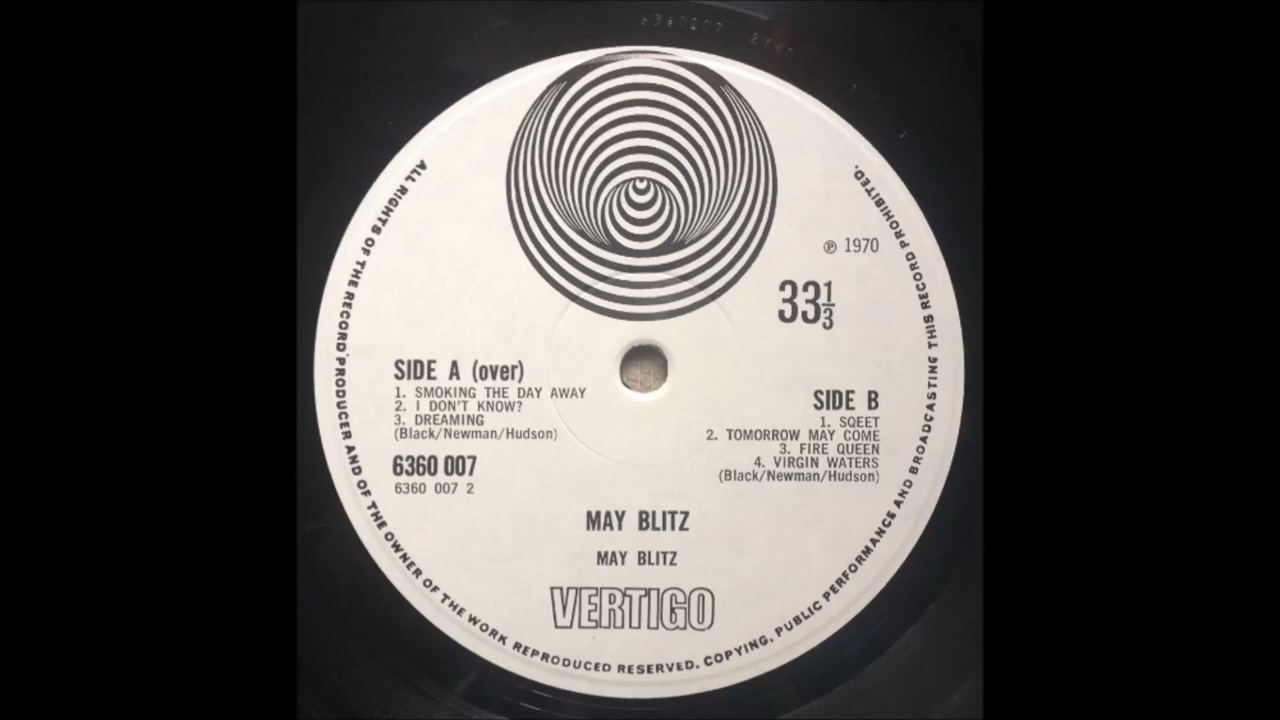 6360007 2
℗ 1970
33⅓
SIDE A (over)
1. SMOKING THE DAY AWAY
2. I DON'T KNOW?
3. DREAMING
(Black/Newman/Hudson)
6360 007
6360 007 2
SIDE B
1. SQEET
2. TOMORROW MAY COME
3. FIRE QUEEN
4. VIRGIN WATERS
(Black/Newman/Hudson)
MAY BLITZ
MAY BLITZ
VERTIGO
ALL RIGHTS OF THE RECORD PRODUCER AND OF THE OWNER OF THE WORK REPRODUCED RESERVED. COPYING, PUBLIC PERFORMANCE AND BROADCASTING THIS RECORD PROHIBITED.